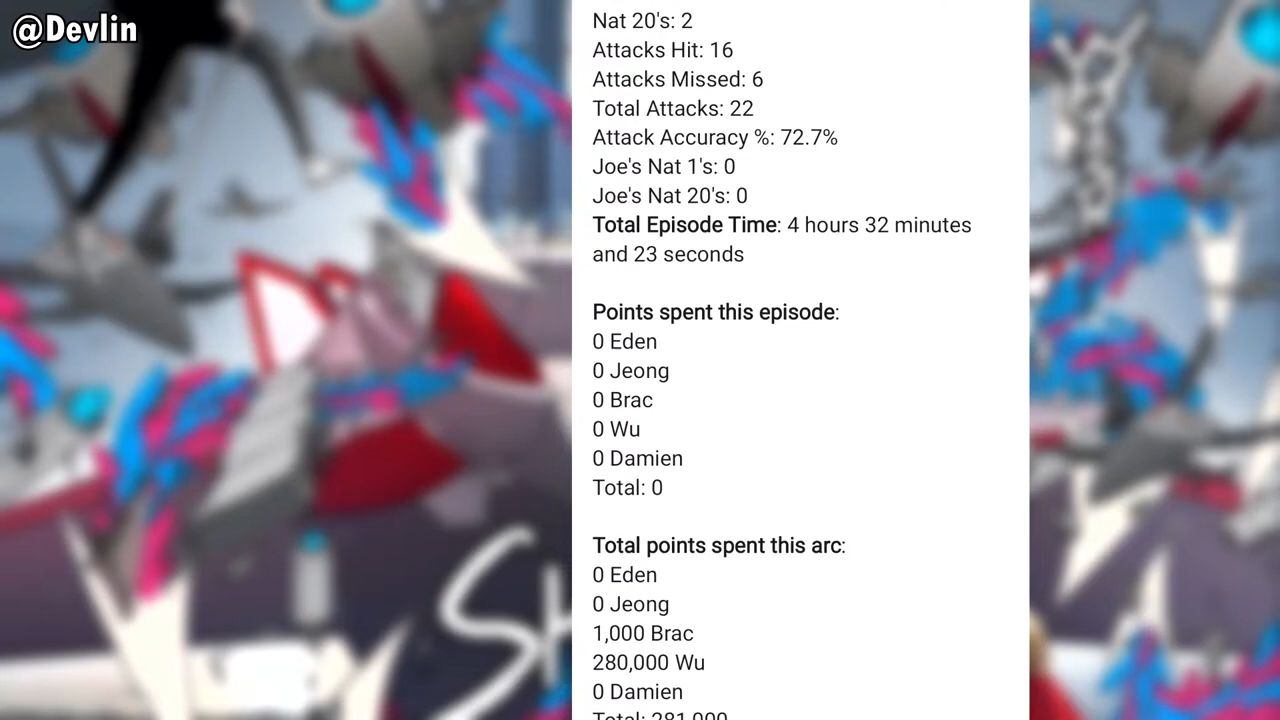 @Devlin
Nat 20's: 2
Attacks Hit: 16
Attacks Missed: 6
Total Attacks: 22
Attack Accuracy %: 72.7%
Joe's Nat 1's: 0
Joe's Nat 20's: 0
Total Episode Time: 4 hours 32 minutes
and 23 seconds
Points spent this episode:
0 Eden
0 Jeong
0 Brac
0 Wu
0 Damien
Total: 0
Total points spent this arc:
0 Eden
0 Jeong
1,000 Brac
280,000 Wu
0 Damien
Total: 281,000